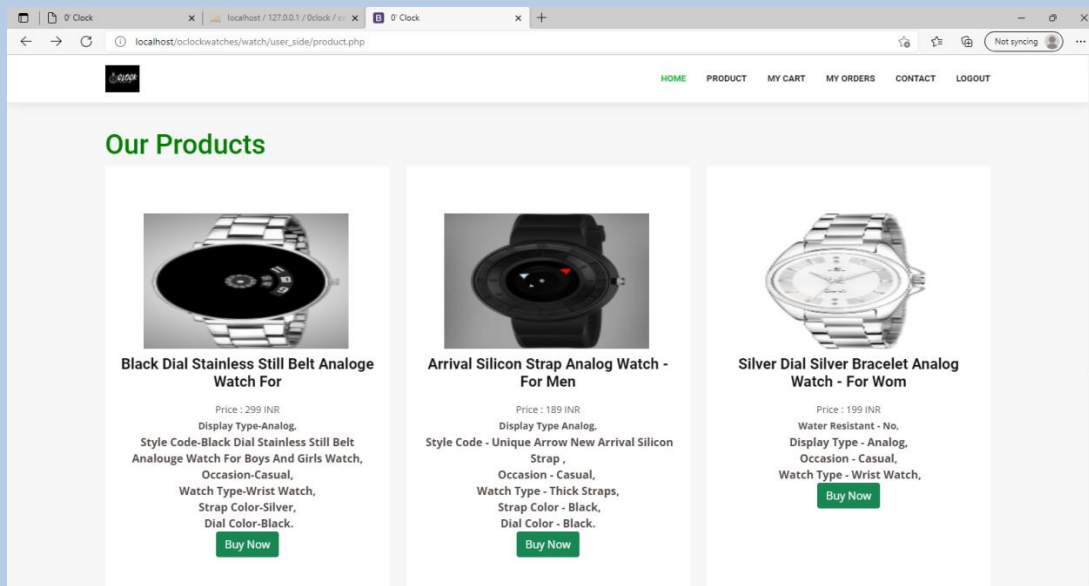 0' Clock
localhost / 127.0.0.1 / 0clock / c
0' Clock
localhost/oclockwatches/watch/user_side/product.php
Not syncing
OCLOCK
HOME PRODUCT MY CART MY ORDERS CONTACT LOGOUT
Our Products
Black Dial Stainless Still Belt Analoge
Watch For
Price : 299 INR
Display Type-Analog,
Style Code-Black Dial Stainless Still Belt
Analouge Watch For Boys And Girls Watch,
Occasion-Casual,
Watch Type-Wrist Watch,
Strap Color-Silver,
Dial Color-Black.
Buy Now
Arrival Silicon Strap Analog Watch -
For Men
Price : 189 INR
Display Type Analog,
Style Code - Unique Arrow New Arrival Silicon
Strap ,
Occasion - Casual,
Watch Type - Thick Straps,
Strap Color - Black,
Dial Color - Black.
Buy Now
Silver Dial Silver Bracelet Analog
Watch - For Wom
Price : 199 INR
Water Resistant - No,
Display Type - Analog,
Occasion - Casual,
Watch Type - Wrist Watch,
Buy Now